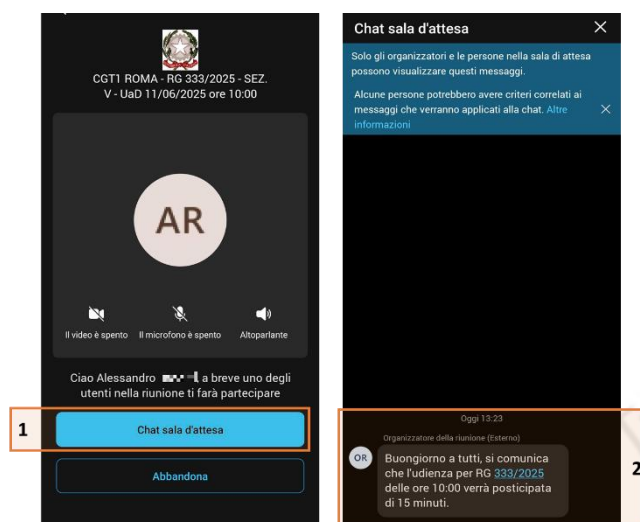 CGT1 ROMA - RG 333/2025 - SEZ.
V - UaD 11/06/2025 ore 10:00
AR
Il video è spento
Il microfono è spento
Altoparlante
Ciao Alessandro , a breve uno degli
utenti nella riunione ti farà partecipare
1
Chat sala d'attesa
Abbandona
Chat sala d'attesa
Solo gli organizzatori e le persone nella sala di attesa
possono visualizzare questi messaggi.
Alcune persone potrebbero avere criteri correlati ai
messaggi che verranno applicati alla chat. Altre
informazioni
Oggi 13:23
Organizzatore della riunione (Esterno)
OR
Buongiorno a tutti, si comunica
che l'udienza per RG 333/2025
delle ore 10:00 verrà posticipata
di 15 minuti.
2